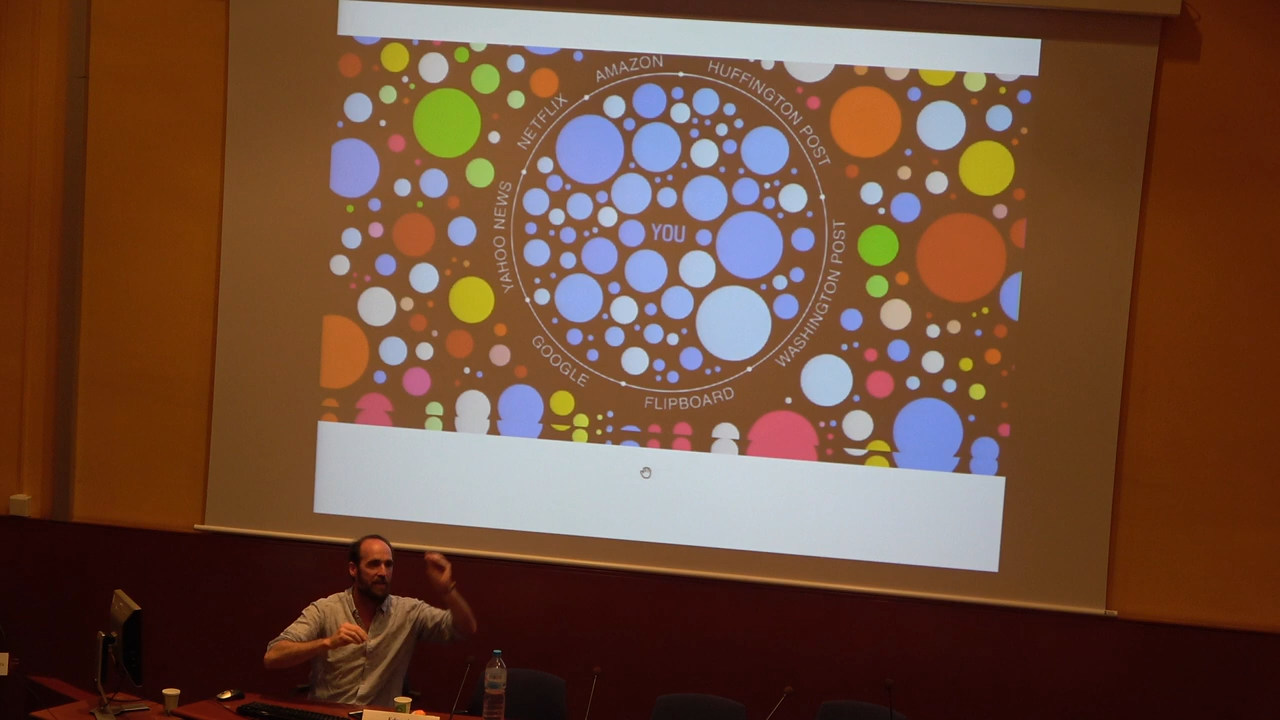 AMAZON
HUFFINGTON POST
NETFLIX
YAHOO NEWS
YOU
WASHINGTON POST
GOOGLE
FLIPBOARD